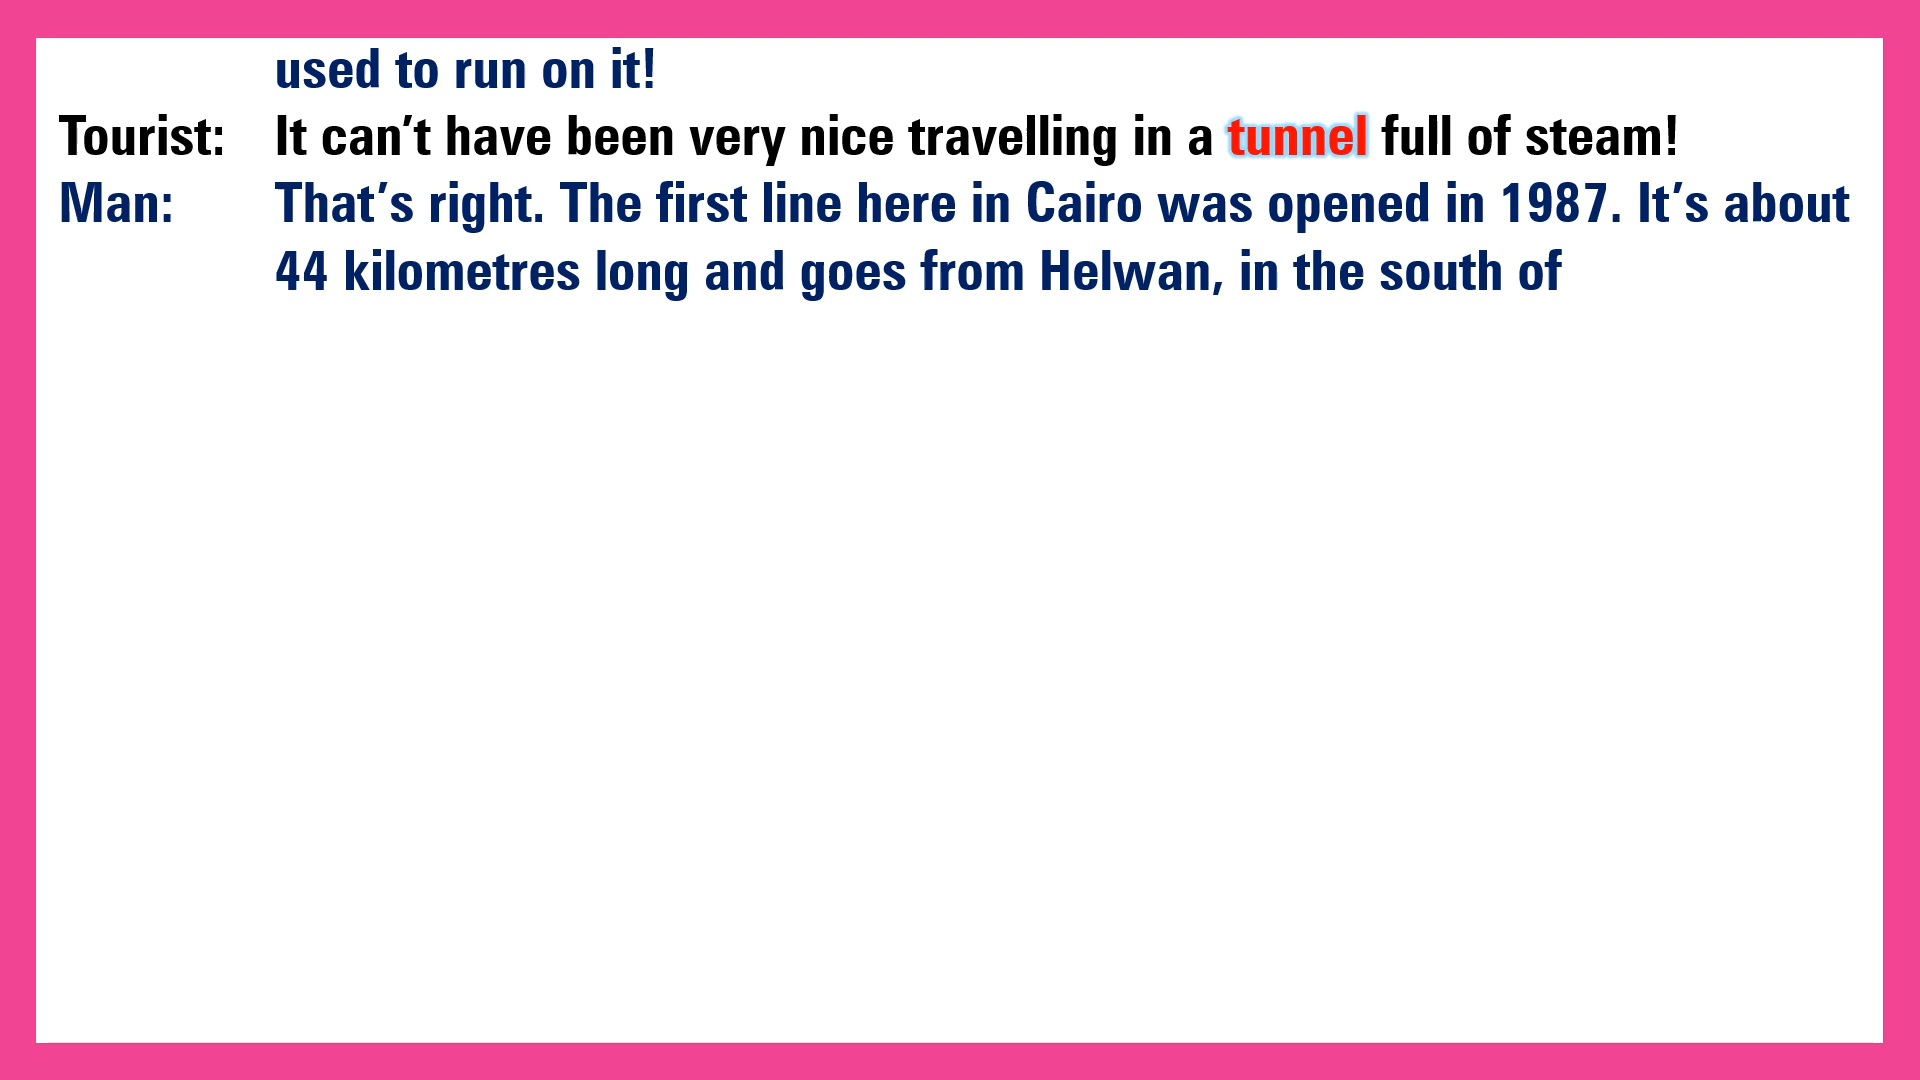 used to run on it!
Tourist: It can’t have been very nice travelling in a tunnel full of steam!
Man: That’s right. The first line here in Cairo was opened in 1987. It’s about
44 kilometres long and goes from Helwan, in the south of